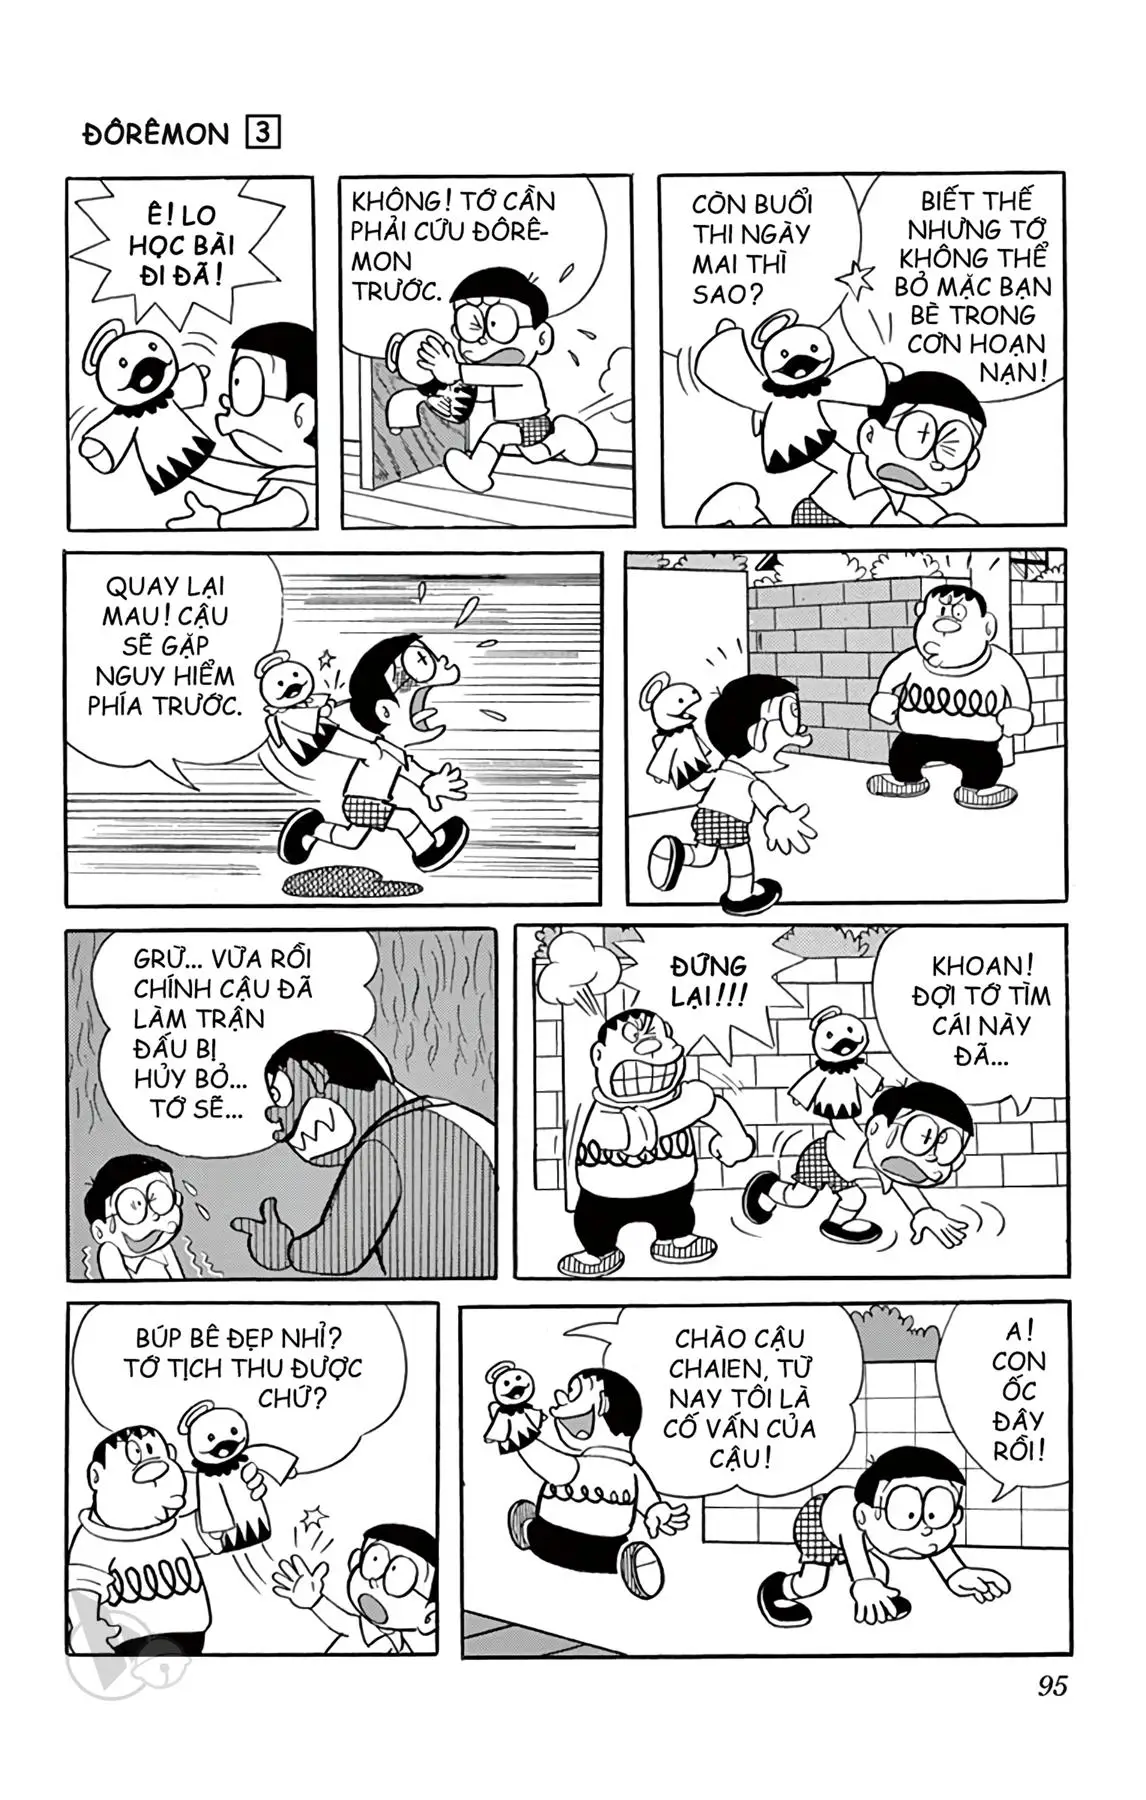 ĐÔRÊMON 3
Ê! LO
HỌC BÀI
ĐI ĐÃ!
KHÔNG! TỚ CẦN
PHẢI CỨU ĐÔRÊ-
MON
TRƯỚC.
CÒN BUỔI
THI NGÀY
MAI THÌ
SAO?
BIẾT THẾ
NHƯNG TỚ
KHÔNG THỂ
BỎ MẶC BẠN
BÈ TRONG
CƠN HOẠN
NẠN!
QUAY LẠI
MAU! CẬU
SẼ GẶP
NGUY HIỂM
PHÍA TRƯỚC.
GRỪ... VỪA RỒI
CHÍNH CẬU ĐÃ
LÀM TRẬN
ĐẤU BỊ
HỦY BỎ...
TỚ SẼ...
ĐỨNG
LẠI!!!
KHOAN!
ĐỢI TỚ TÌM
CÁI NÀY
ĐÃ...
BÚP BÊ ĐẸP NHỈ?
TỚ TỊCH THU ĐƯỢC
CHỨ?
CHÀO CẬU
CHAIEN, TỪ
NAY TÔI LÀ
CỐ VẤN CỦA
CẬU!
A!
CON
ỐC
ĐÂY
RỒI!
95